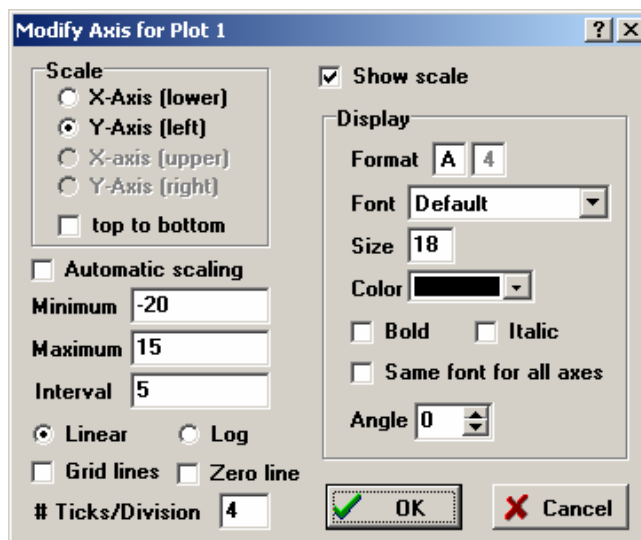 Modify Axis for Plot 1
Scale
X-Axis (lower)
Y-Axis (left)
X-axis (upper)
Y-Axis (right)
top to bottom
Automatic scaling
Minimum -20
Maximum 15
Interval 5
Linear Log
Grid lines Zero line
# Ticks/Division 4
Show scale
Display
Format A 4
Font Default
Size 18
Color
Bold Italic
Same font for all axes
Angle 0
OK Cancel